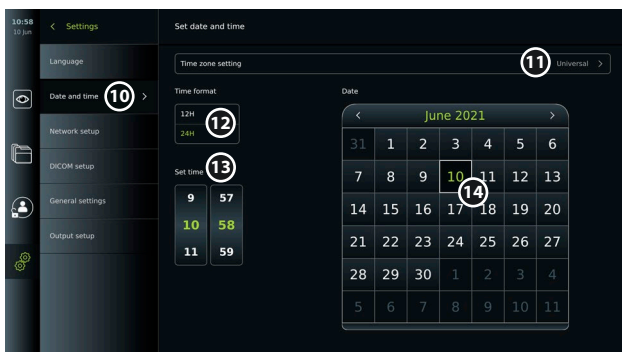 10:58
10 Jun
Settings
Set date and time
Language
Time zone setting
11
Universal
Date and time
10
Time format
Date
12H
24H
12
June 2021
Network setup
31 1 2 3 4 5 6
DICOM setup
Set time
13
7 8 9 10 11 12 13
14
General settings
9 57
14 15 16 17 18 19 20
10 58
Output setup
21 22 23 24 25 26 27
11 59
28 29 30 1 2 3 4
5 6 7 8 9 10 11